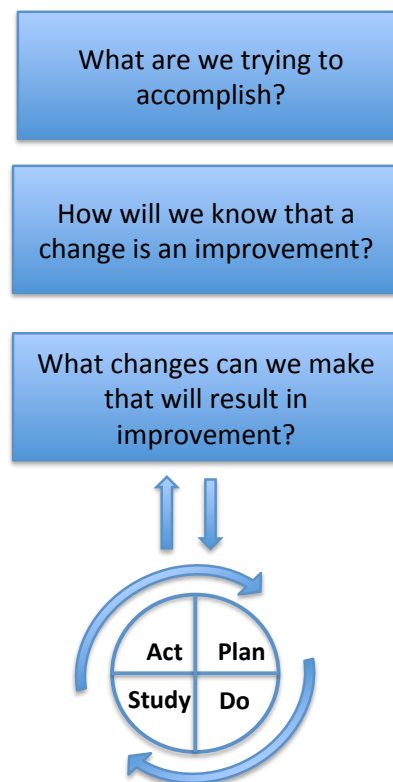 What are we trying to
accomplish?
How will we know that a
change is an improvement?
What changes can we make
that will result in
improvement?
Act Plan
Study Do